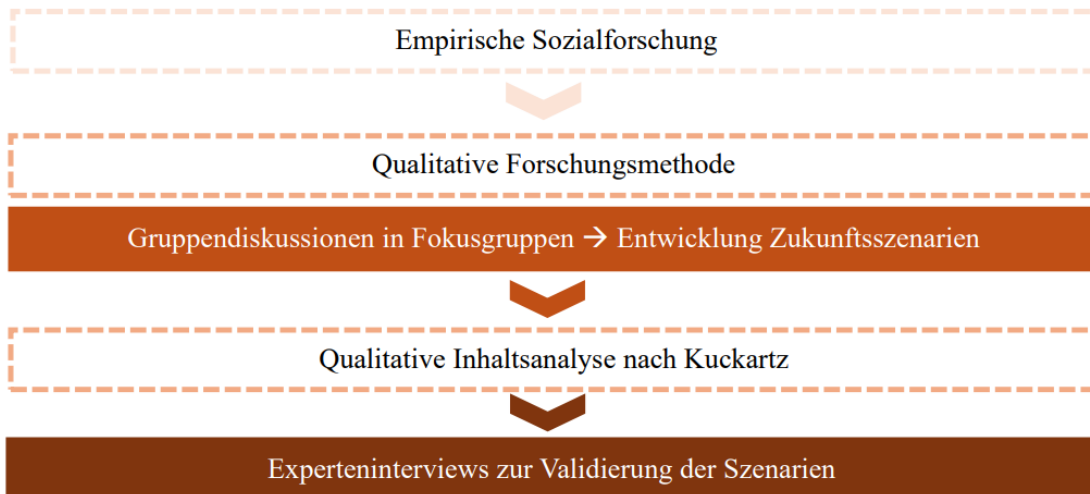 Empirische Sozialforschung
Qualitative Forschungsmethode
Gruppendiskussionen in Fokusgruppen → Entwicklung Zukunftsszenarien
Qualitative Inhaltsanalyse nach Kuckartz
Experteninterviews zur Validierung der Szenarien